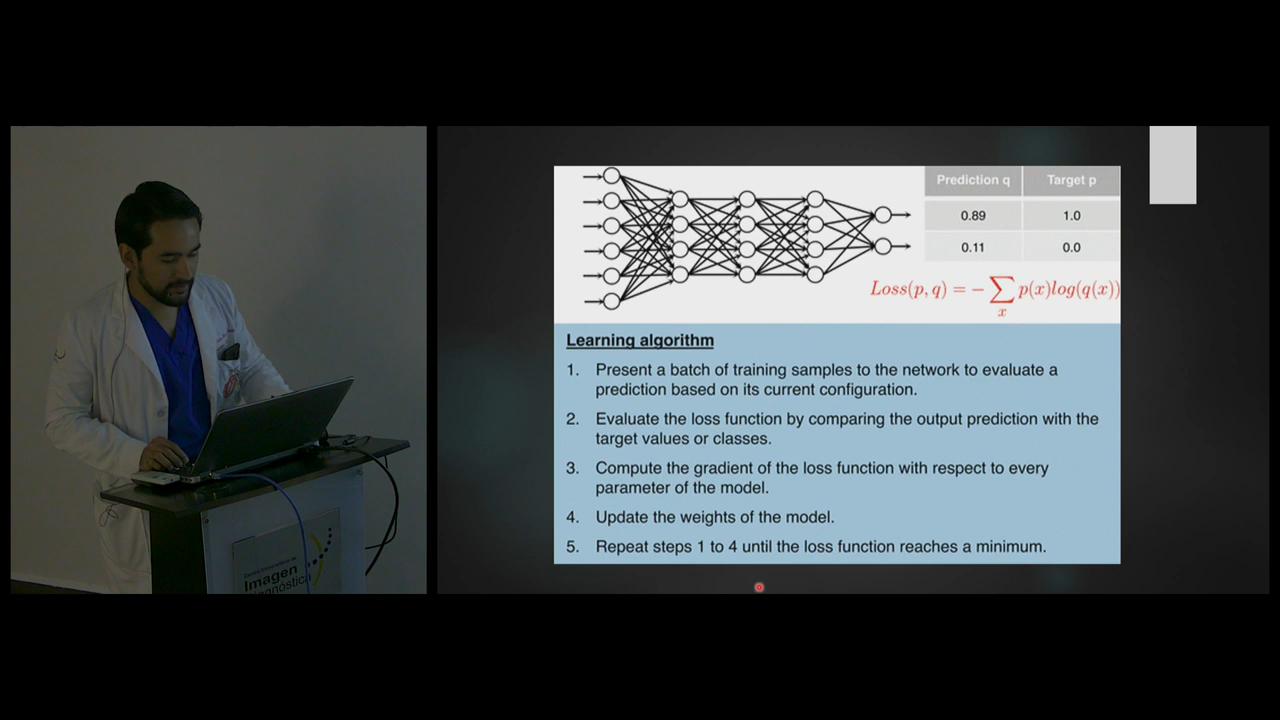 Prediction q
Target p
0.89
1.0
0.11
0.0
Loss(p, q) = − ∑ p(x)log(q(x))
x
Learning algorithm
1. Present a batch of training samples to the network to evaluate a
prediction based on its current configuration.
2. Evaluate the loss function by comparing the output prediction with the
target values or classes.
3. Compute the gradient of the loss function with respect to every
parameter of the model.
4. Update the weights of the model.
5. Repeat steps 1 to 4 until the loss function reaches a minimum.
Imagen